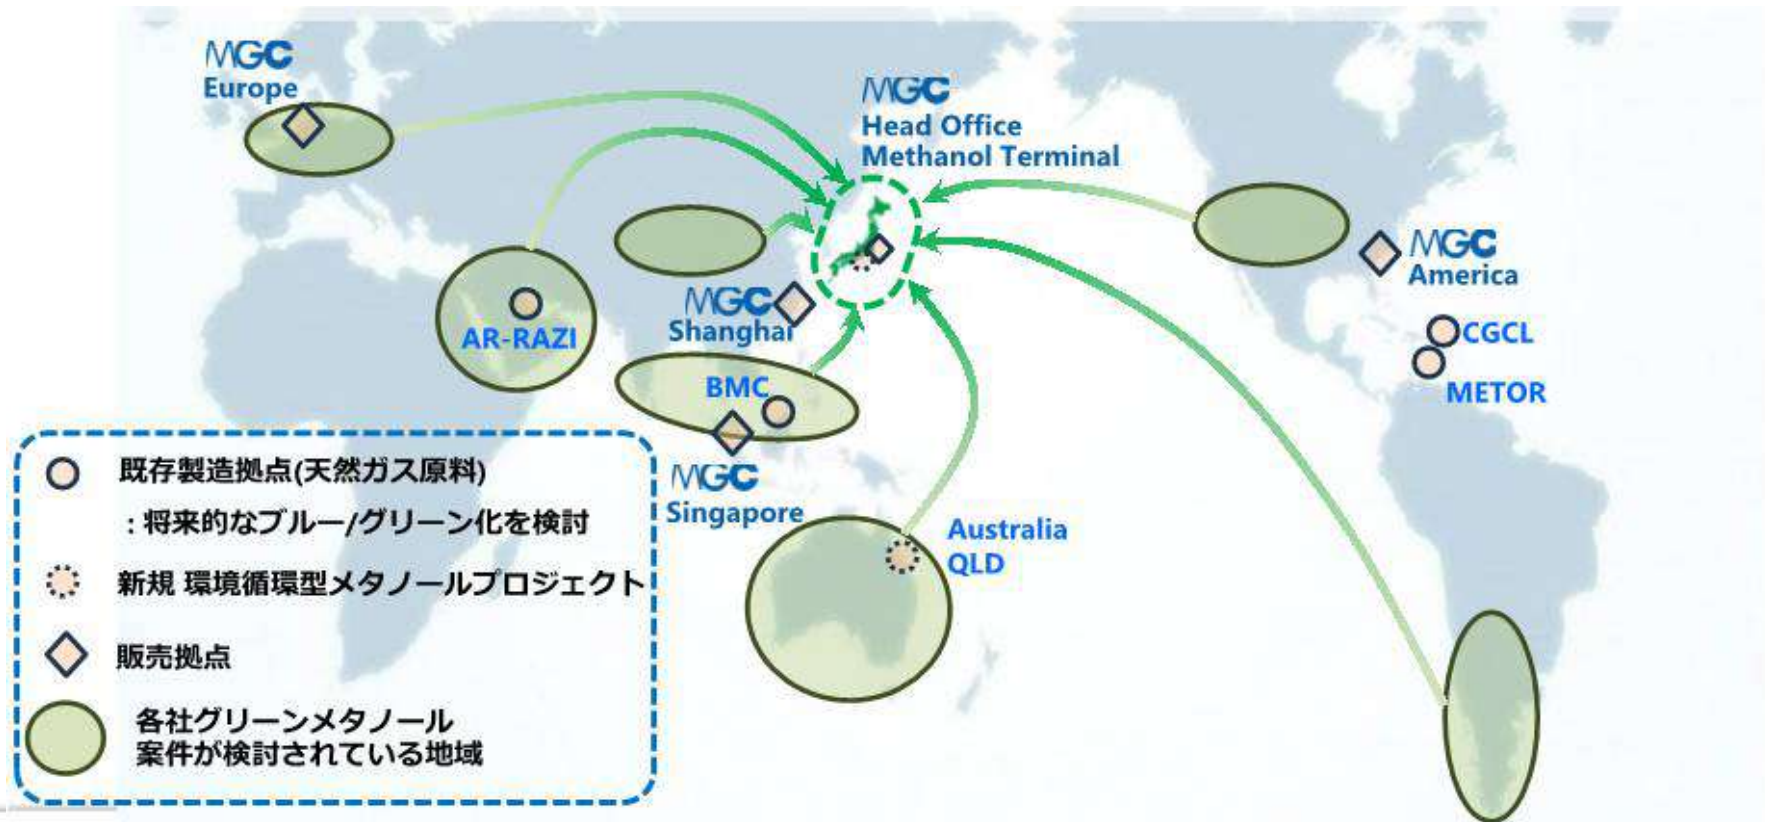 MGC
Europe
MGC
Head Office
Methanol Terminal
MGC
America
MGC
Shanghai
AR-RAZI
CGCL
METOR
BMC
MGC
Singapore
Australia
QLD
既存製造拠点(天然ガス原料)
: 将来的なブルー/グリーン化を検討
新規 環境循環型メタノールプロジェクト
販売拠点
各社グリーンメタノール
案件が検討されている地域